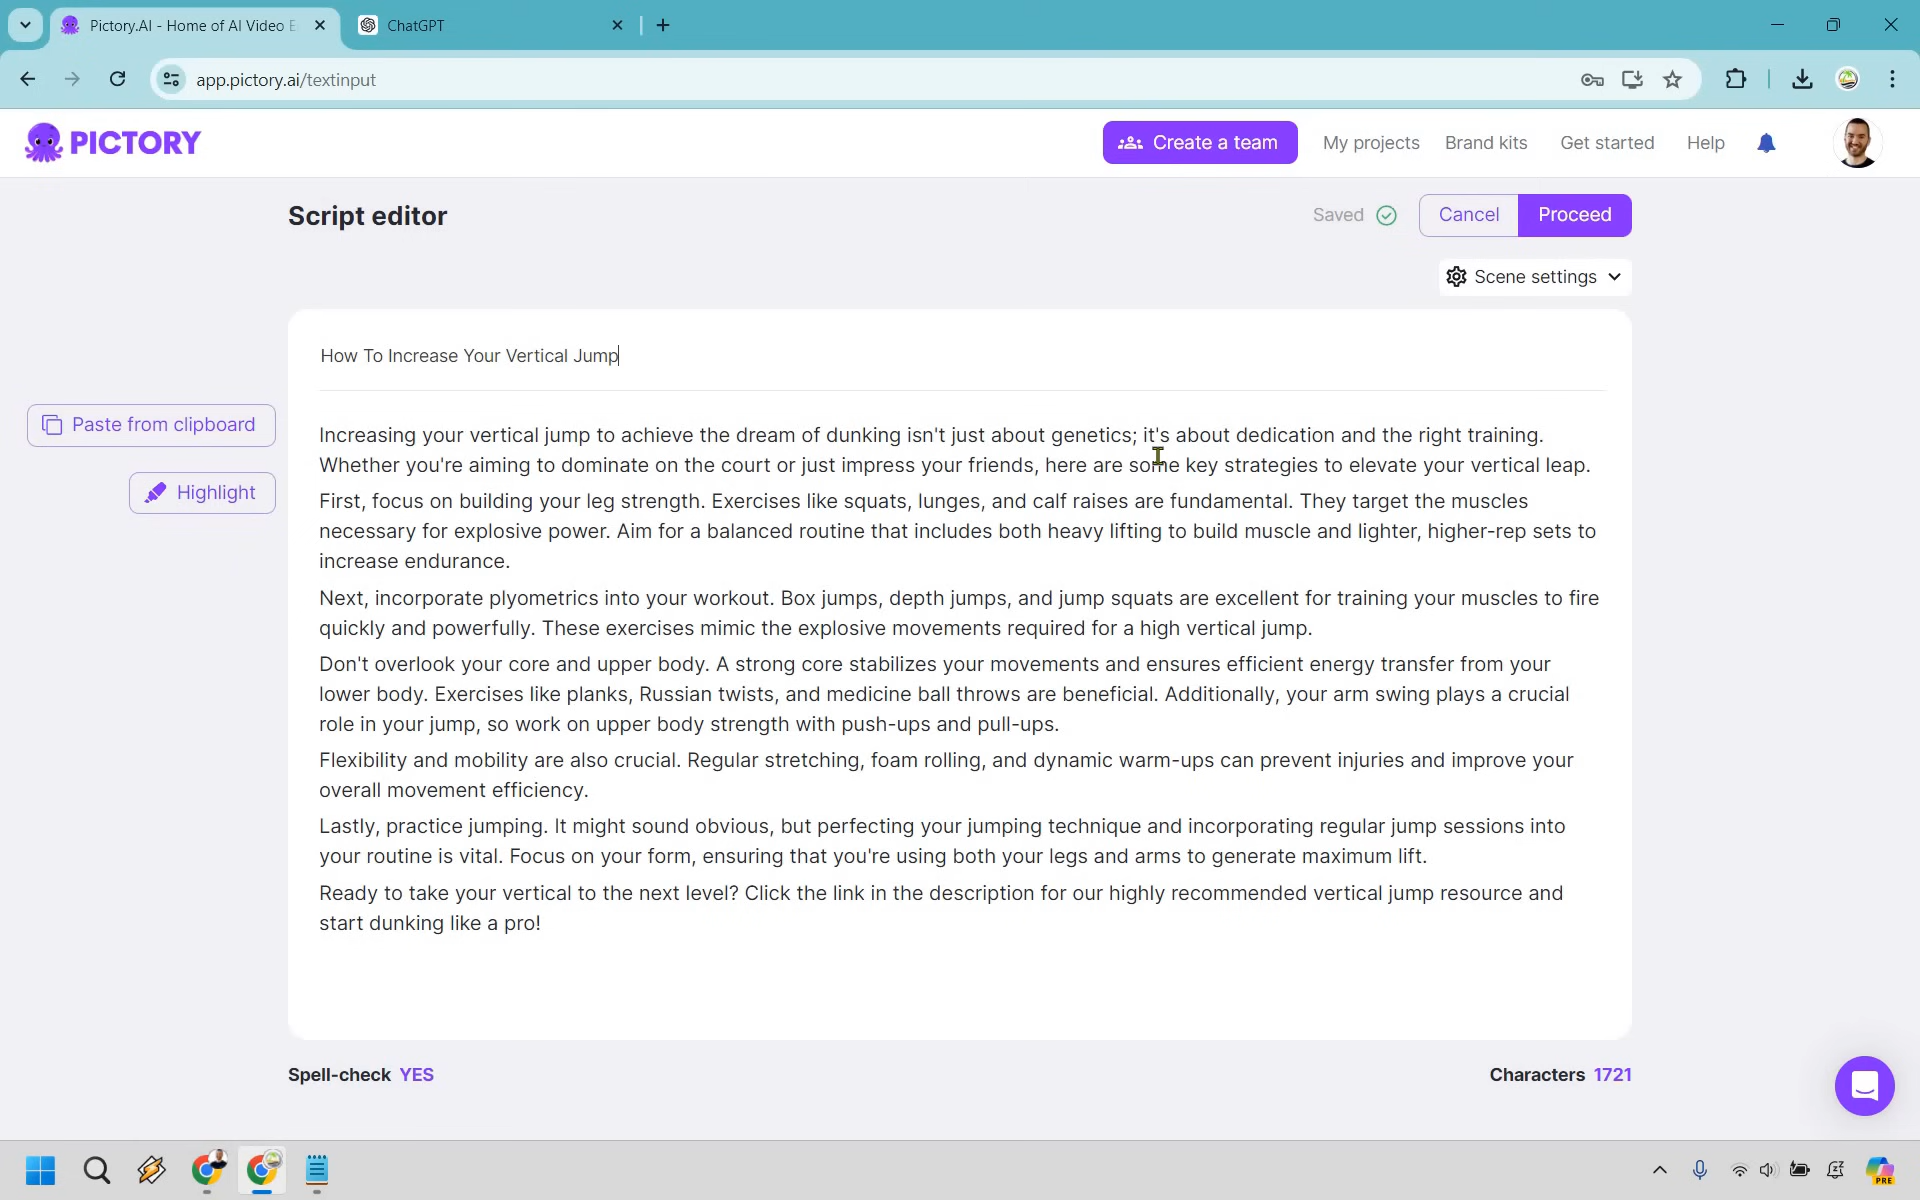 Pictory.AI - Home of AI Video E
ChatGPT
app.pictory.ai/textinput
PICTORY
Create a team
My projects
Brand kits
Get started
Help
Script editor
Saved
Cancel
Proceed
Scene settings
How To Increase Your Vertical Jump
Paste from clipboard
Highlight
Increasing your vertical jump to achieve the dream of dunking isn't just about genetics; it's about dedication and the right training.
Whether you're aiming to dominate on the court or just impress your friends, here are some key strategies to elevate your vertical leap.
First, focus on building your leg strength. Exercises like squats, lunges, and calf raises are fundamental. They target the muscles
necessary for explosive power. Aim for a balanced routine that includes both heavy lifting to build muscle and lighter, higher-rep sets to
increase endurance.
Next, incorporate plyometrics into your workout. Box jumps, depth jumps, and jump squats are excellent for training your muscles to fire
quickly and powerfully. These exercises mimic the explosive movements required for a high vertical jump.
Don't overlook your core and upper body. A strong core stabilizes your movements and ensures efficient energy transfer from your
lower body. Exercises like planks, Russian twists, and medicine ball throws are beneficial. Additionally, your arm swing plays a crucial
role in your jump, so work on upper body strength with push-ups and pull-ups.
Flexibility and mobility are also crucial. Regular stretching, foam rolling, and dynamic warm-ups can prevent injuries and improve your
overall movement efficiency.
Lastly, practice jumping. It might sound obvious, but perfecting your jumping technique and incorporating regular jump sessions into
your routine is vital. Focus on your form, ensuring that you're using both your legs and arms to generate maximum lift.
Ready to take your vertical to the next level? Click the link in the description for our highly recommended vertical jump resource and
start dunking like a pro!
Spell-check YES
Characters 1721
PRE